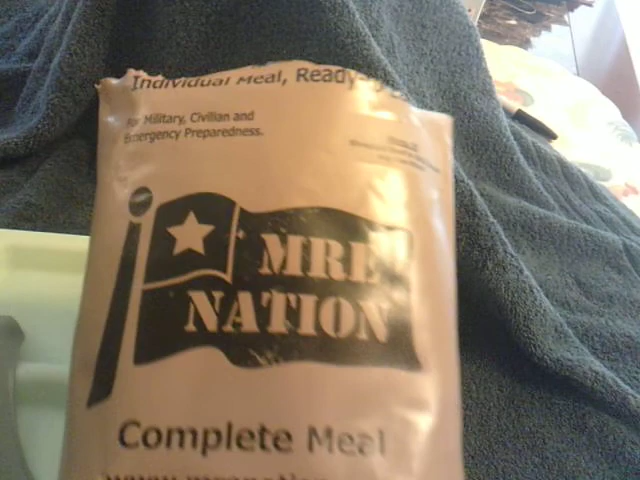 Individual Meal, Ready
For Military, Civilian and
Emergency Preparedness.
MRE
NATION
Complete Meal